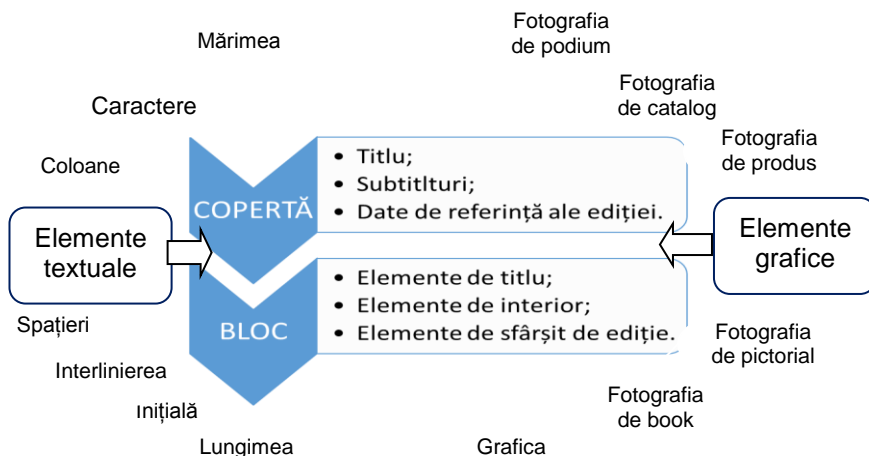 Mărimea
Fotografia
de podium
Fotografia
de catalog
Caractere
Fotografia
de produs
Coloane
• Titlu;
• Subtitlturi;
• Date de referință ale ediției.
COPERTĂ
Elemente
textuale
Elemente
grafice
• Elemente de titlu;
• Elemente de interior;
• Elemente de sfârșit de ediție.
BLOC
Spațieri
Fotografia
de pictorial
Interlinierea
Inițială
Fotografia
de book
Lungimea
Grafica